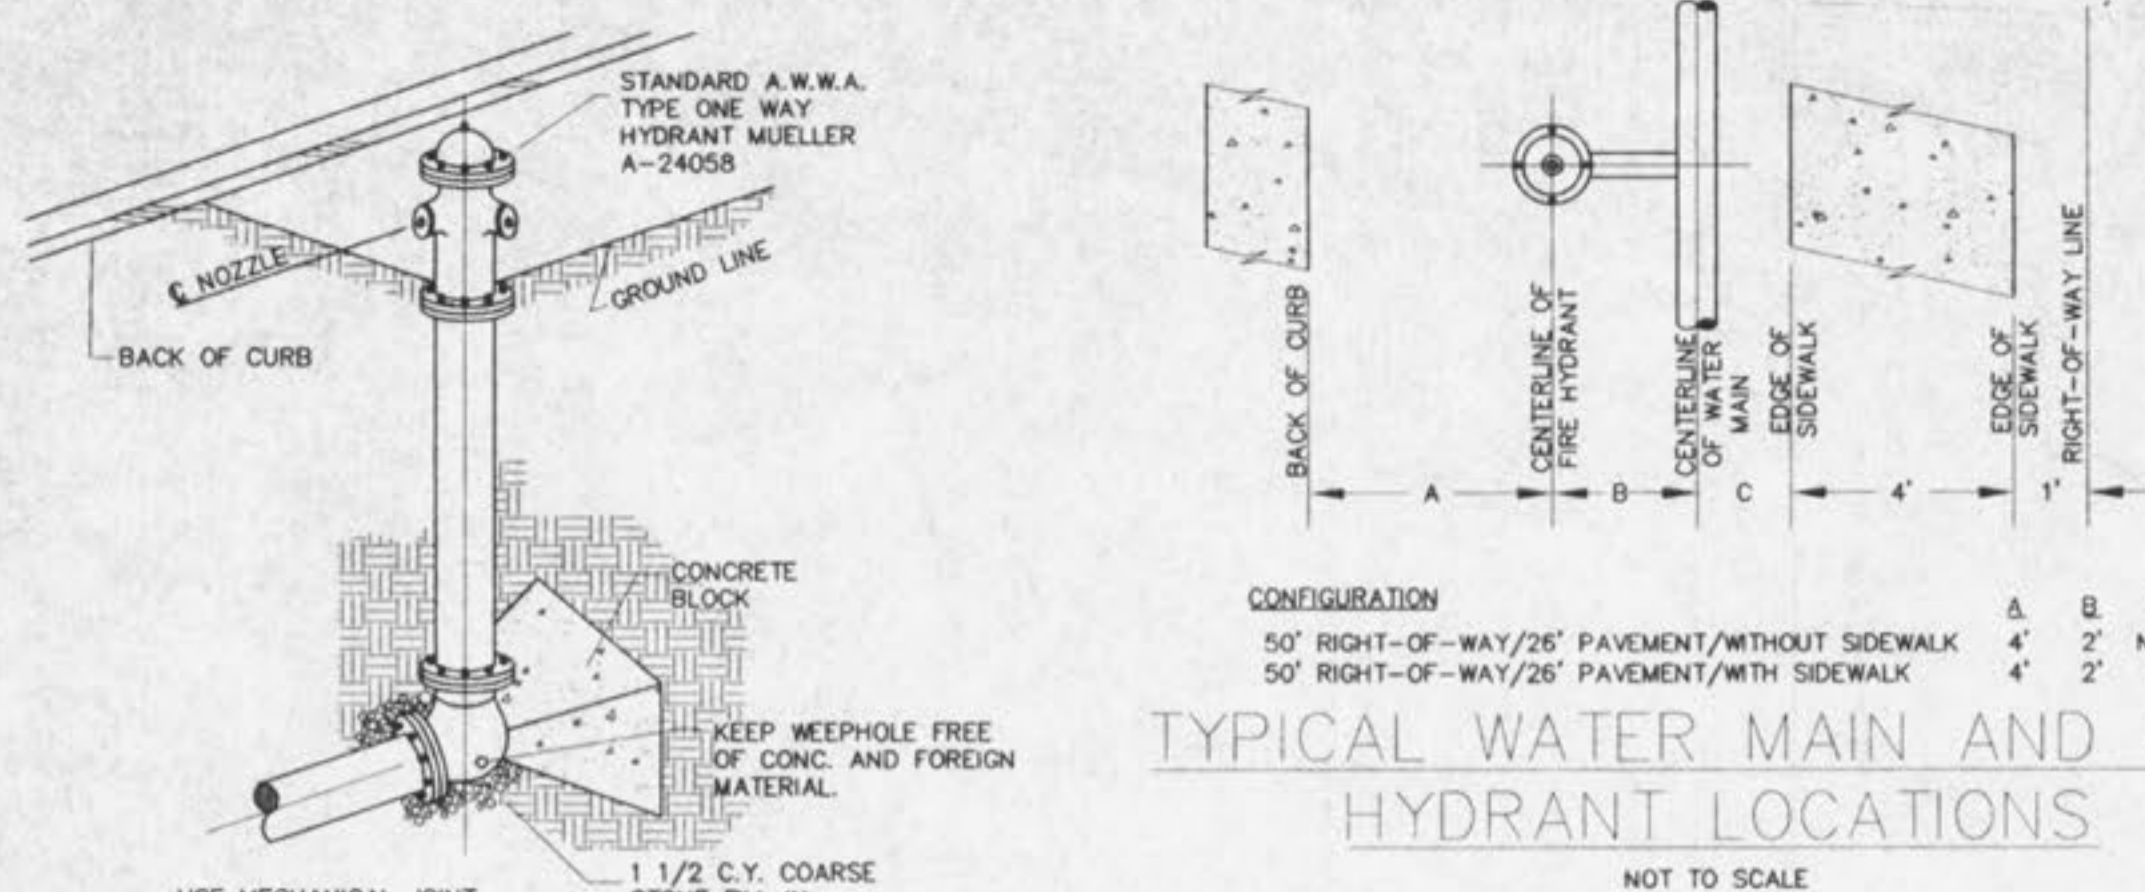 STANDARD A.W.W.A.
TYPE ONE WAY
HYDRANT MUELLER
A-24058
℄ NOZZLE
GROUND LINE
BACK OF CURB
CONCRETE
BLOCK
KEEP WEEPHOLE FREE
OF CONC. AND FOREIGN
MATERIAL.
1 1/2 C.Y. COARSE
USE MECHANICAL JOINT
BACK OF CURB
CENTERLINE OF
FIRE HYDRANT
CENTERLINE
OF WATER
MAIN
EDGE OF
SIDEWALK
EDGE OF
SIDEWALK
RIGHT-OF-WAY LINE
A B C 4' 1'
CONFIGURATION A B
50' RIGHT-OF-WAY/26' PAVEMENT/WITHOUT SIDEWALK 4' 2'
50' RIGHT-OF-WAY/26' PAVEMENT/WITH SIDEWALK 4' 2'
TYPICAL WATER MAIN AND
HYDRANT LOCATIONS
NOT TO SCALE